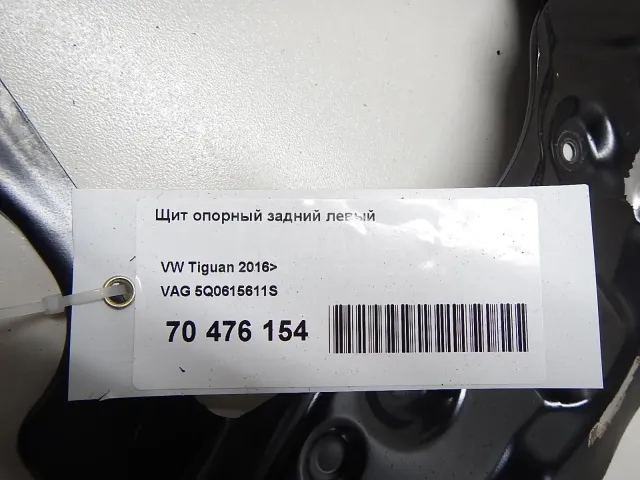 Щит опорный задний левый
VW Tiguan 2016>
VAG 5Q0615611S
70 476 154